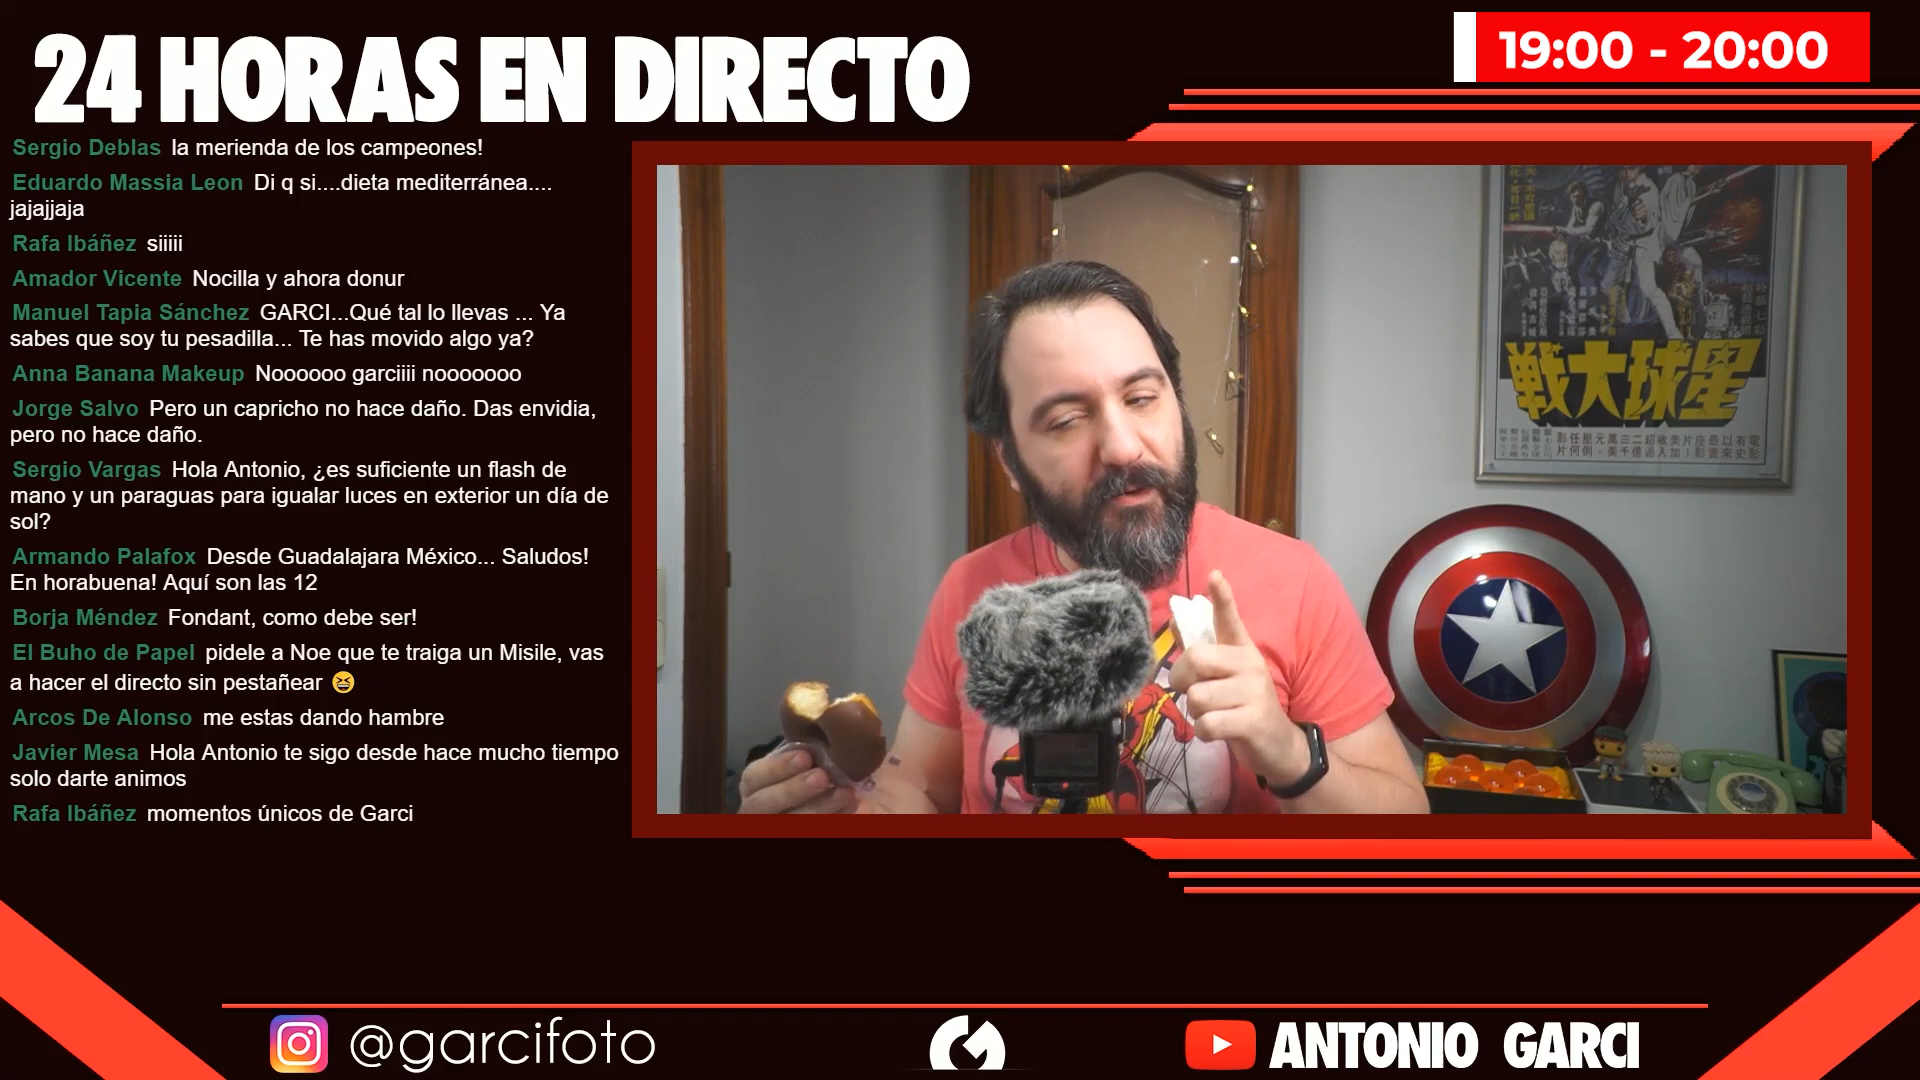 24 HORAS EN DIRECTO
19:00 - 20:00
Sergio Deblas la merienda de los campeones!
Eduardo Massia Leon Di q si....dieta mediterránea....
jajajjaja
Rafa Ibáñez siiiii
Amador Vicente Nocilla y ahora donur
Manuel Tapia Sánchez GARCI...Qué tal lo llevas ... Ya
sabes que soy tu pesadilla... Te has movido algo ya?
Anna Banana Makeup Noooooo garciiii nooooooo
Jorge Salvo Pero un capricho no hace daño. Das envidia,
pero no hace daño.
Sergio Vargas Hola Antonio, ¿es suficiente un flash de
mano y un paraguas para igualar luces en exterior un día de
sol?
Armando Palafox Desde Guadalajara México... Saludos!
En horabuena! Aquí son las 12
Borja Méndez Fondant, como debe ser!
El Buho de Papel pidele a Noe que te traiga un Misile, vas
a hacer el directo sin pestañear 😆
Arcos De Alonso me estas dando hambre
Javier Mesa Hola Antonio te sigo desde hace mucho tiempo
solo darte animos
Rafa Ibáñez momentos únicos de Garci
戰大球星
@garcifoto
ANTONIO GARCI